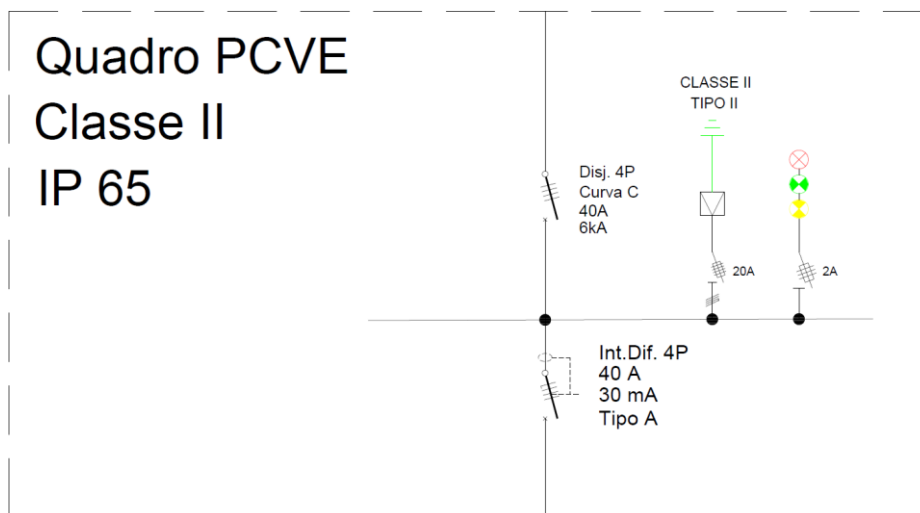 Quadro PCVE
Classe II
IP 65
CLASSE II
TIPO II
Disj. 4P
Curva C
40A
6kA
20A
2A
Int.Dif. 4P
40 A
30 mA
Tipo A